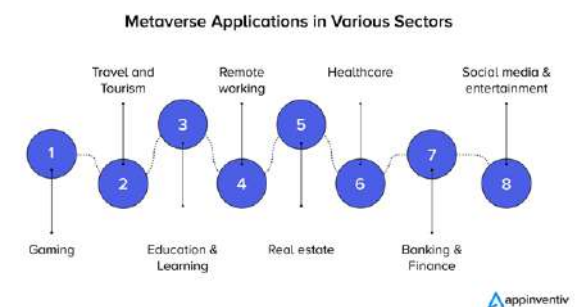 Metaverse Applications in Various Sectors
Travel and
Tourism
Remote
working
Healthcare
Social media &
entertainment
1
2
3
4
5
6
7
8
Gaming
Education &
Learning
Real estate
Banking &
Finance
appinventiv